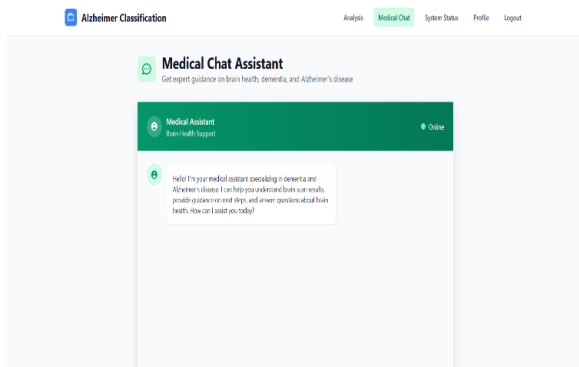 Alzheimer Classification
Analysis
Medical Chat
System Status
Profile
Logout
Medical Chat Assistant
Get expert guidance on brain health, dementia, and Alzheimer's disease
Medical Assistant
Brain Health Support
Online
Hello! I'm your medical assistant specializing in dementia and
Alzheimer's disease. I can help you understand brain scan results,
provide guidance on next steps, and answer questions about brain
health. How can I assist you today?